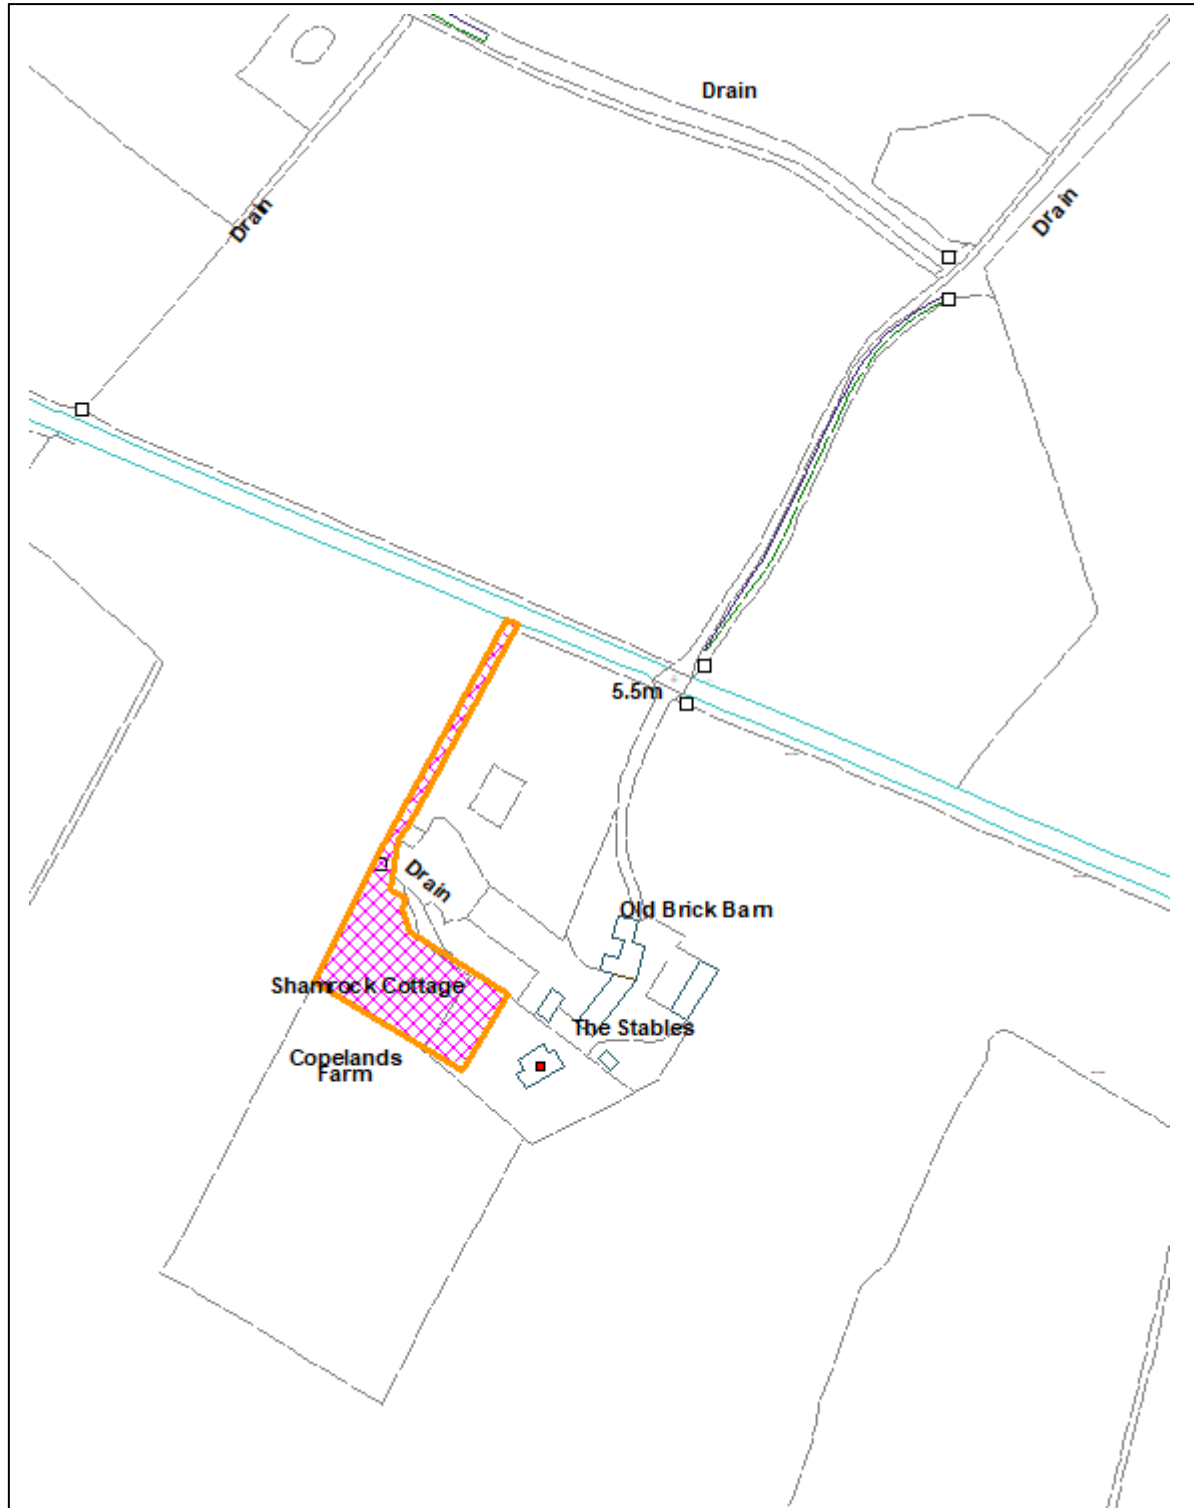 Drain
Drain
Drain
5.5m
Drain
Old Brick Barn
Shamrock Cottage
The Stables
Copelands
Farm